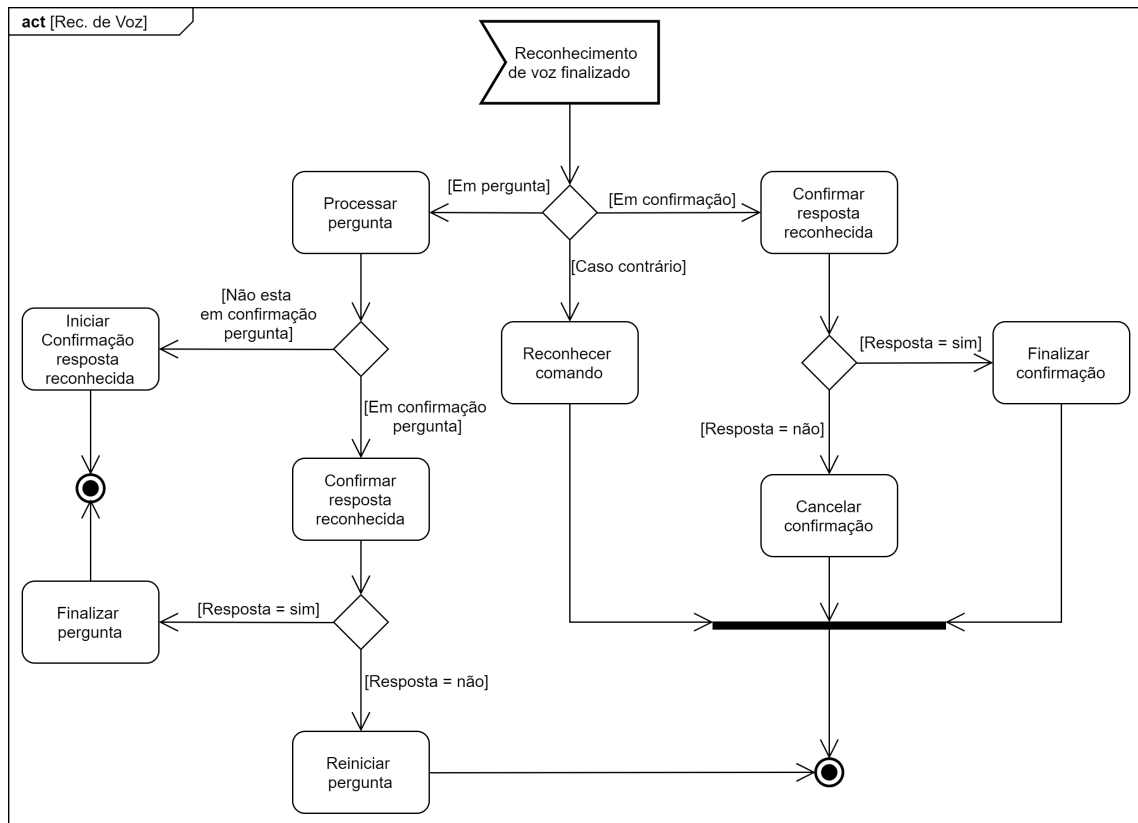 act [Rec. de Voz]
Reconhecimento
de voz finalizado
[Em pergunta]
[Em confirmação]
Processar
pergunta
Confirmar
resposta
reconhecida
[Caso contrário]
[Não esta
em confirmação
pergunta]
Iniciar
Confirmação
resposta
reconhecida
Reconhecer
comando
[Resposta = sim]
Finalizar
confirmação
[Em confirmação
pergunta]
[Resposta = não]
Confirmar
resposta
reconhecida
Cancelar
confirmação
Finalizar
pergunta
[Resposta = sim]
[Resposta = não]
Reiniciar
pergunta